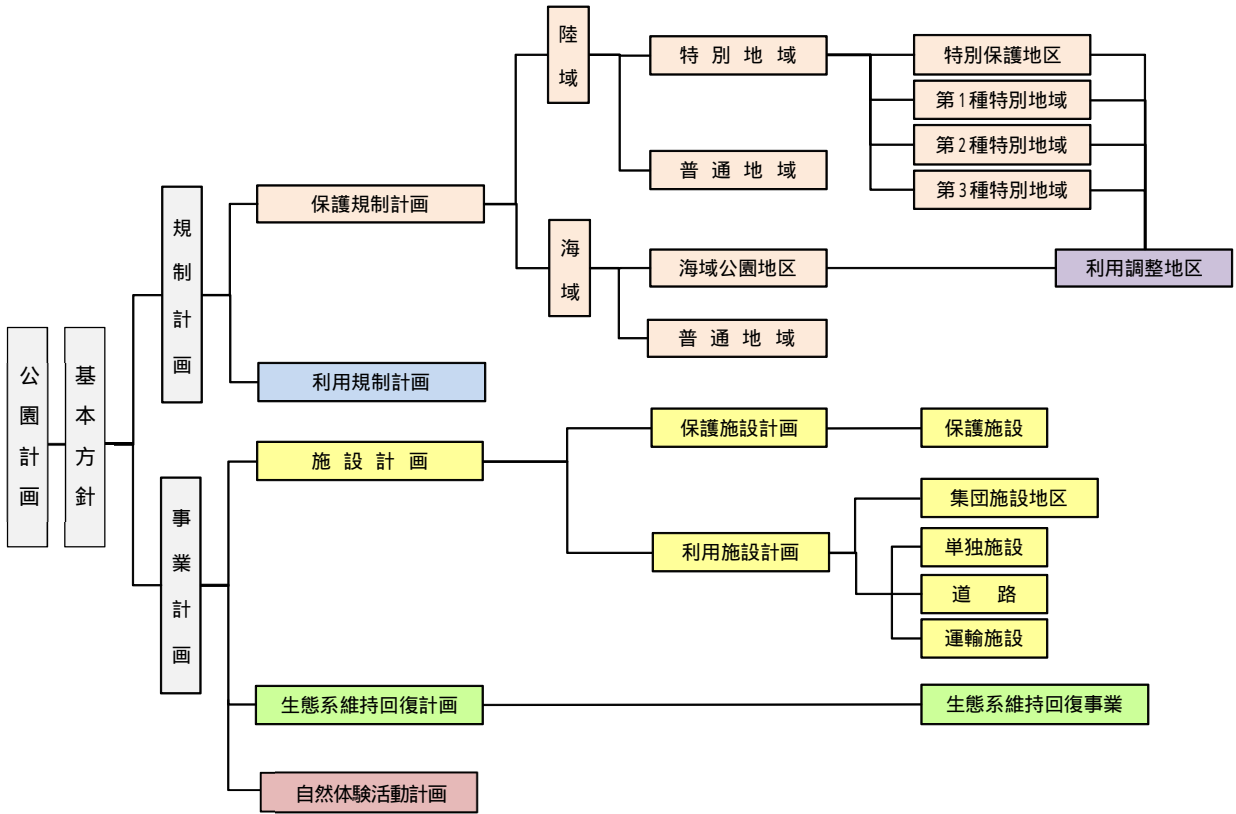 公園計画
基本方針
規制計画
保護規制計画
陸域
特別地域
特別保護地区
第1種特別地域
第2種特別地域
第3種特別地域
普通地域
海域
海域公園地区
利用調整地区
普通地域
利用規制計画
事業計画
施設計画
保護施設計画
保護施設
利用施設計画
集団施設地区
単独施設
道 路
運輸施設
生態系維持回復計画
生態系維持回復事業
自然体験活動計画